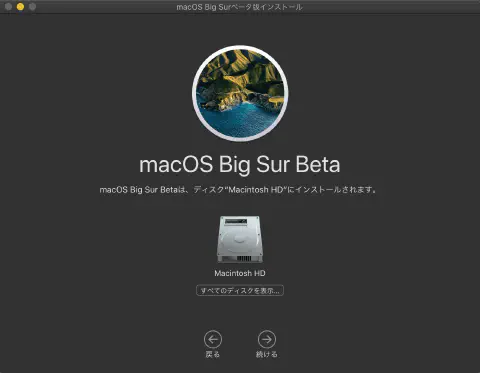 macOS Big Surベータ版インストール
macOS Big Sur Beta
macOS Big Sur Betaは、ディスク“Macintosh HD”にインストールされます。
Macintosh HD
すべてのディスクを表示...
戻る
続ける